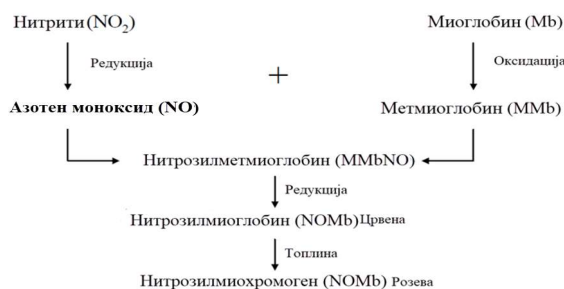 Нитрити (NO₂) Миоглобин (Mb)
Редукција + Оксидација
Азотен моноксид (NO) Метмиоглобин (MMb)
Нитрозилметмиоглобин (MMbNO)
Редукција
Нитрозилмиоглобин (NOMb) Црвена
Топлина
Нитрозилмиохромоген (NOMb) Розева